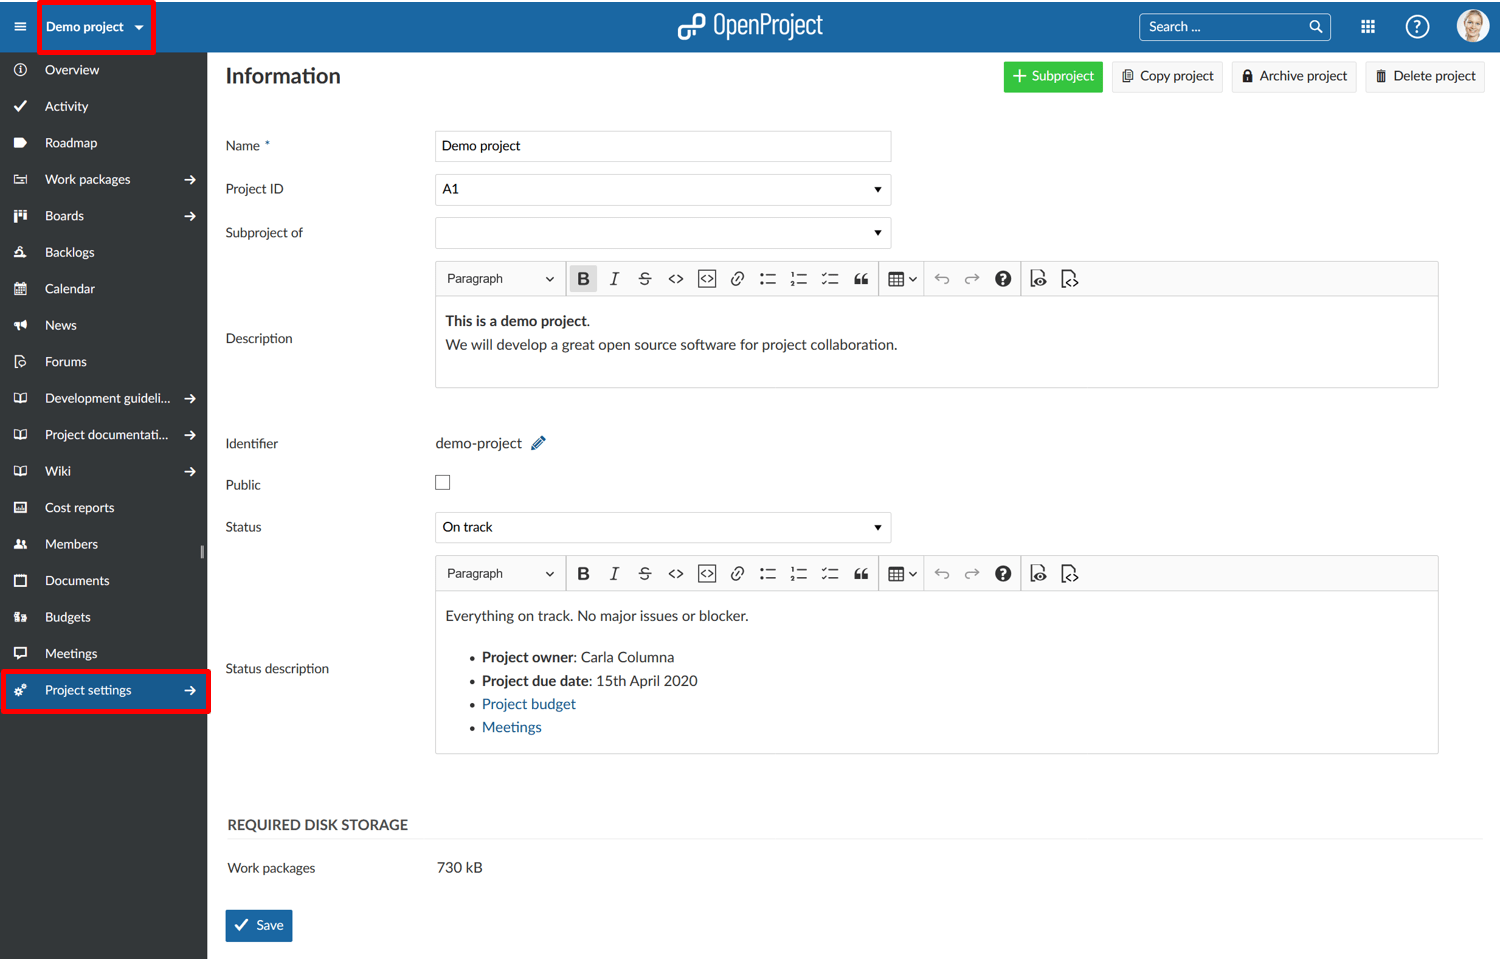 Demo project
OpenProject
Search ...
Overview
Activity
Roadmap
Work packages
Boards
Backlogs
Calendar
News
Forums
Development guideli...
Project documentati...
Wiki
Cost reports
Members
Documents
Budgets
Meetings
Project settings
Information
+ Subproject
Copy project
Archive project
Delete project
Name *
Demo project
Project ID
A1
Subproject of
Paragraph
Description
This is a demo project.
We will develop a great open source software for project collaboration.
Identifier
demo-project
Public
Status
On track
Paragraph
Status description
Everything on track. No major issues or blocker.
• Project owner: Carla Columna
• Project due date: 15th April 2020
• Project budget
• Meetings
REQUIRED DISK STORAGE
Work packages 730 kB
Save